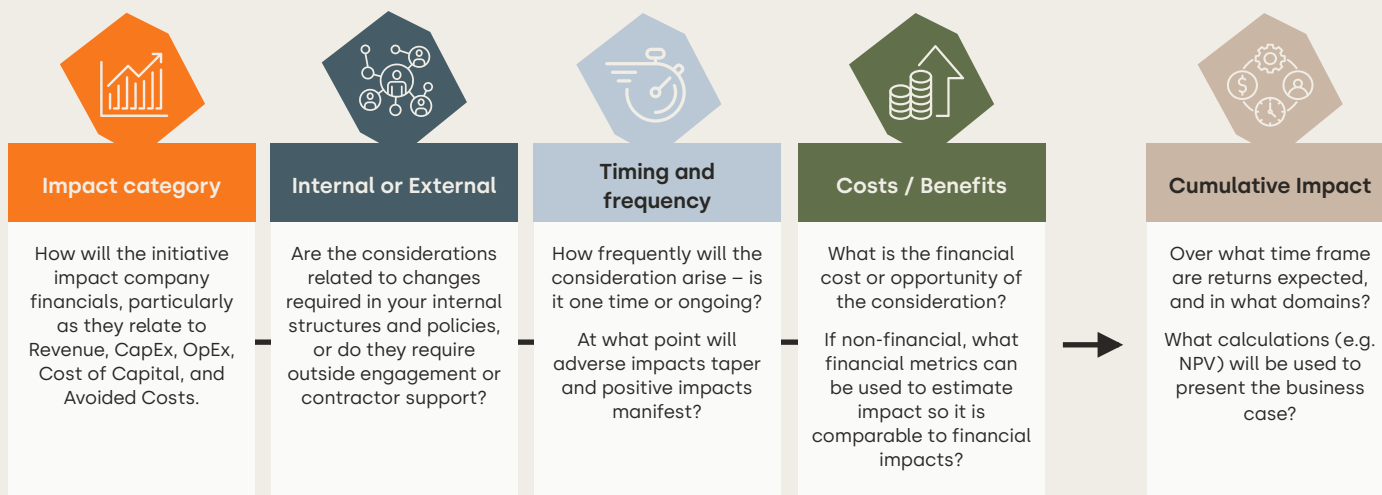 Impact category
How will the initiative
impact company
financials, particularly
as they relate to
Revenue, CapEx, OpEx,
Cost of Capital, and
Avoided Costs.
Internal or External
Are the considerations
related to changes
required in your internal
structures and policies,
or do they require
outside engagement or
contractor support?
Timing and
frequency
How frequently will the
consideration arise – is
it one time or ongoing?
At what point will
adverse impacts taper
and positive impacts
manifest?
Costs / Benefits
What is the financial
cost or opportunity of
the consideration?
If non-financial, what
financial metrics can
be used to estimate
impact so it is
comparable to financial
impacts?
$
Cumulative Impact
Over what time frame
are returns expected,
and in what domains?
What calculations (e.g.
NPV) will be used to
present the business
case?